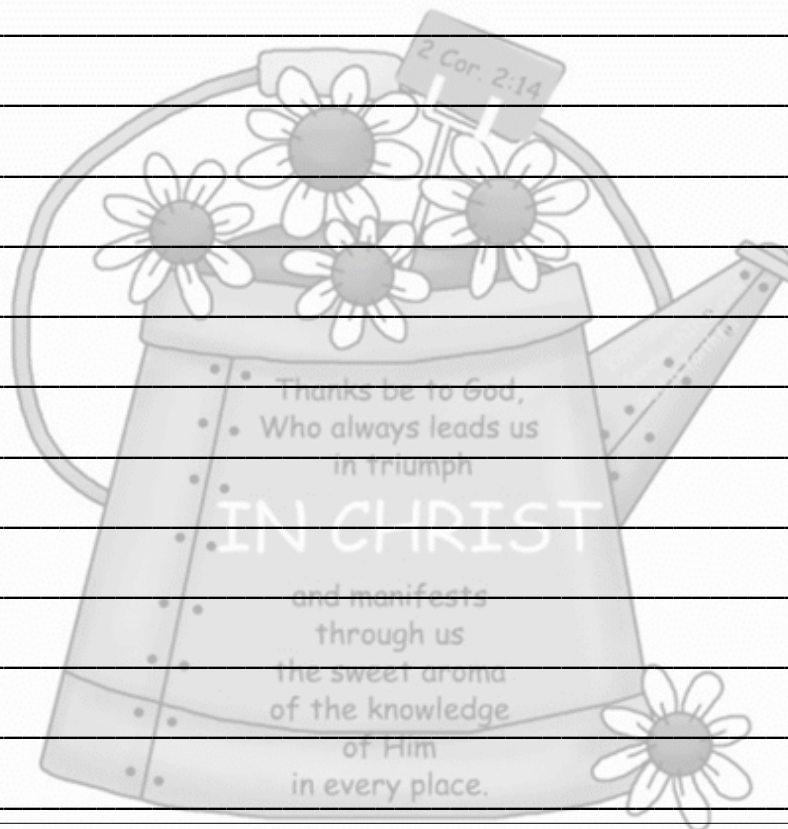 2 Cor. 2:14
Thanks be to God,
Who always leads us
in triumph
IN CHRIST
and manifests
through us
the sweet aroma
of the knowledge
of Him
in every place.